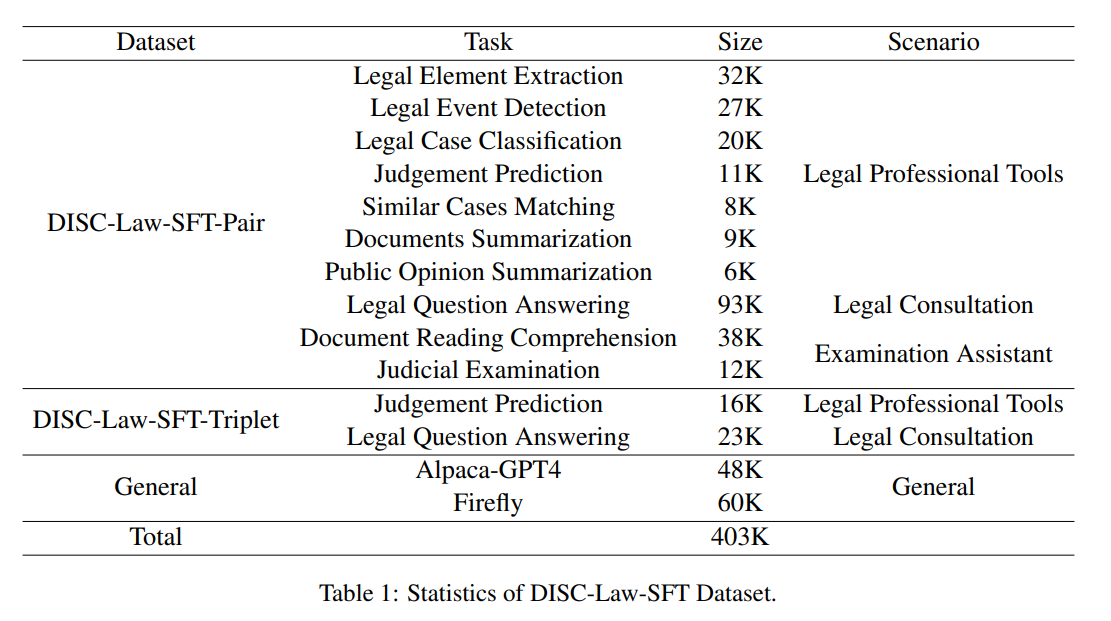 Dataset Task Size Scenario
Legal Element Extraction 32K
Legal Event Detection 27K
Legal Case Classification 20K
Judgement Prediction 11K Legal Professional Tools
Similar Cases Matching 8K
DISC-Law-SFT-Pair
Documents Summarization 9K
Public Opinion Summarization 6K
Legal Question Answering 93K Legal Consultation
Document Reading Comprehension 38K
Examination Assistant
Judicial Examination 12K
Judgement Prediction 16K Legal Professional Tools
DISC-Law-SFT-Triplet
Legal Question Answering 23K Legal Consultation
Alpaca-GPT4 48K
General General
Firefly 60K
Total 403K
Table 1: Statistics of DISC-Law-SFT Dataset.